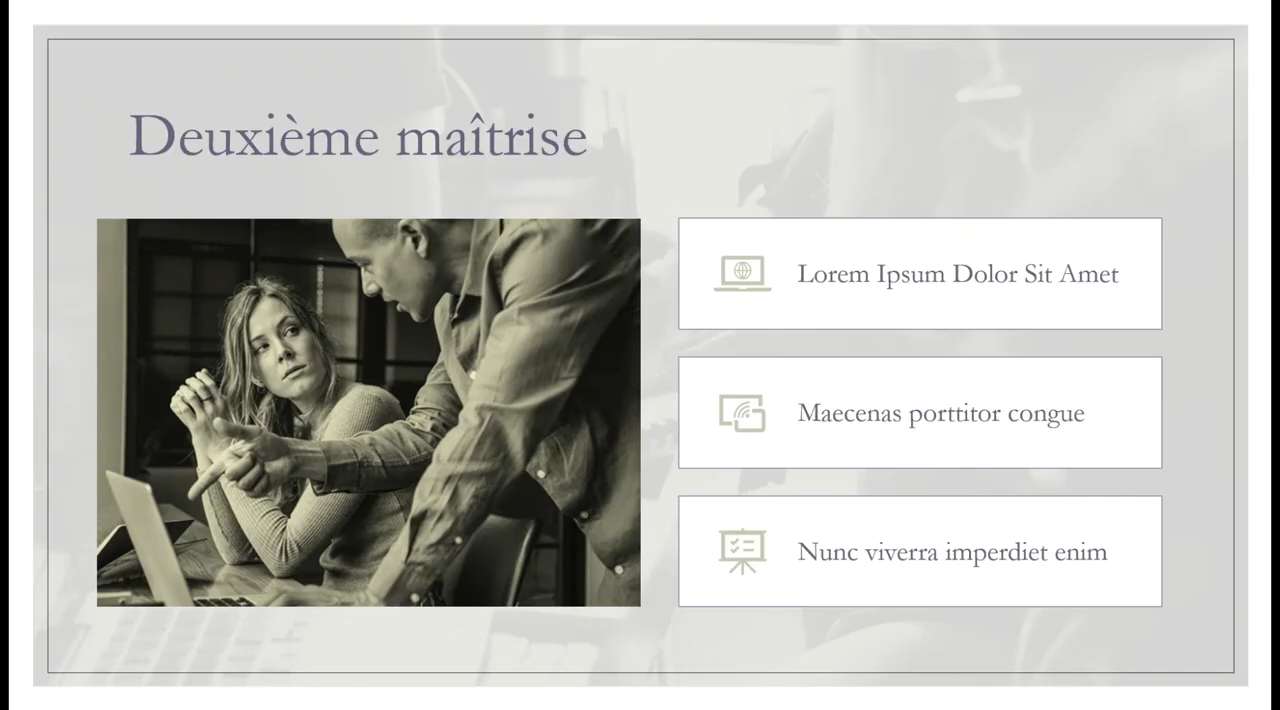 Deuxième maîtrise
Lorem Ipsum Dolor Sit Amet
Maecenas porttitor congue
Nunc viverra imperdiet enim